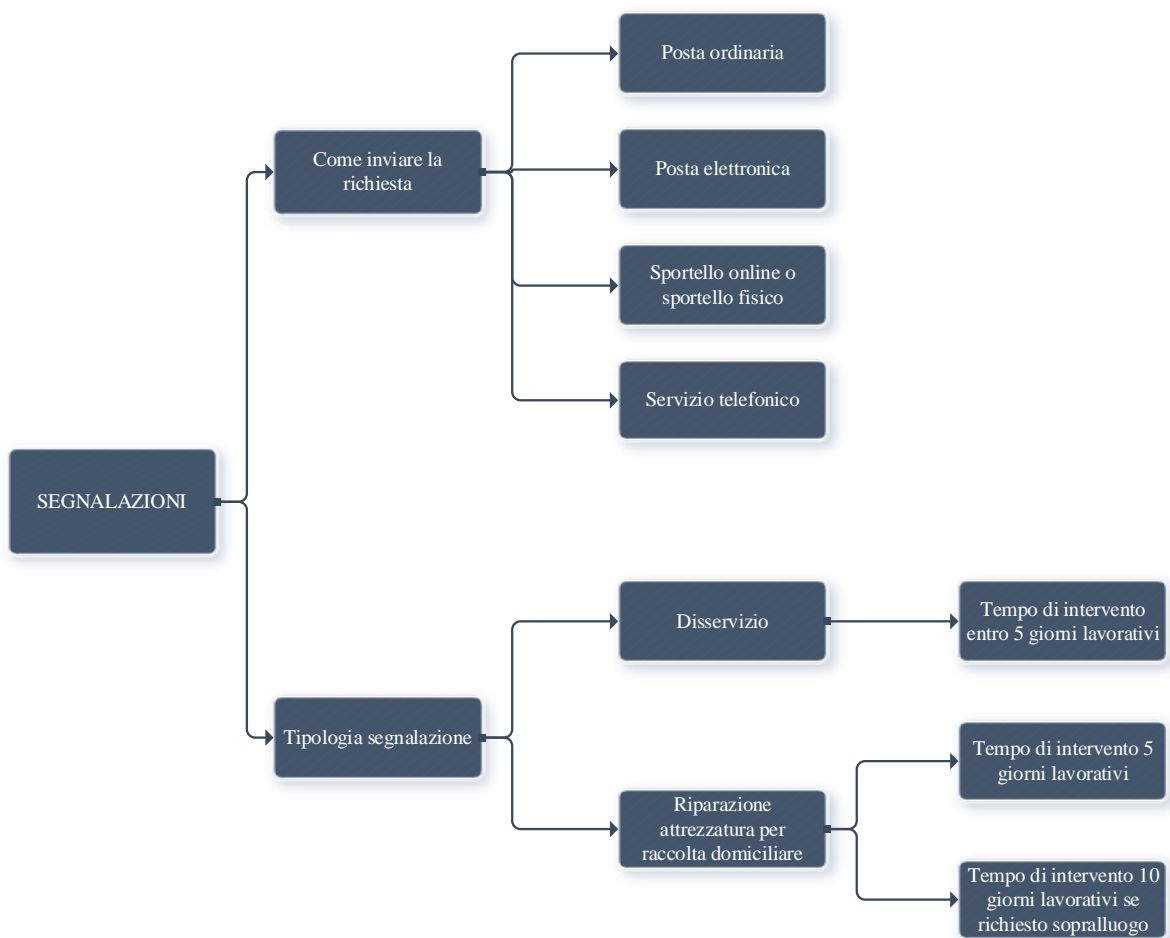 SEGNALAZIONI
Come inviare la
richiesta
Posta ordinaria
Posta elettronica
Sportello online o
sportello fisico
Servizio telefonico
Tipologia segnalazione
Disservizio
Tempo di intervento
entro 5 giorni lavorativi
Riparazione
attrezzatura per
raccolta domiciliare
Tempo di intervento 5
giorni lavorativi
Tempo di intervento 10
giorni lavorativi se
richiesto sopralluogo